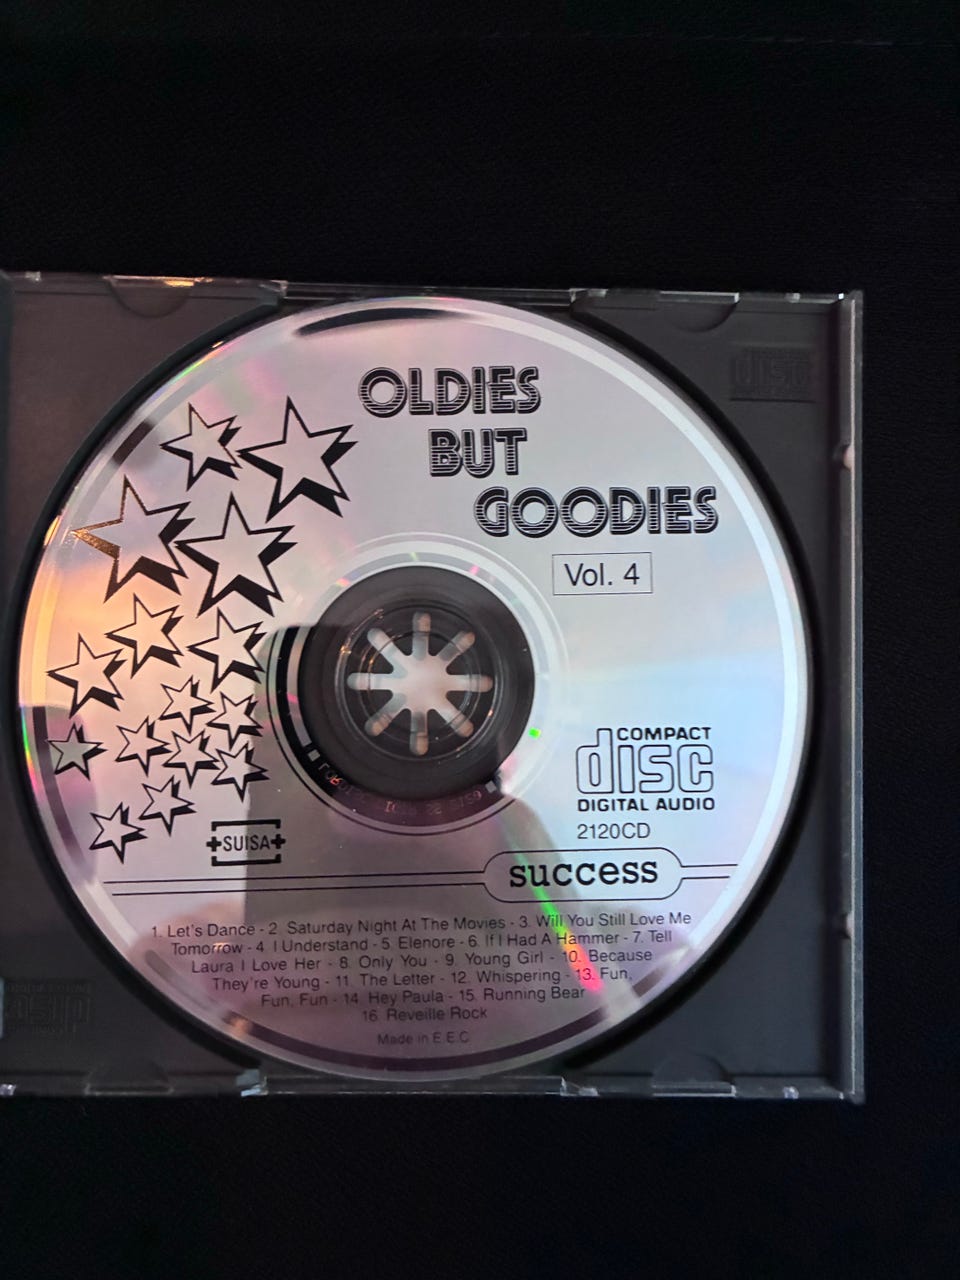 OLDIES
BUT
GOODIES
Vol. 4
COMPACT
disc
DIGITAL AUDIO
2120CD
SUISA
success
1. Let's Dance - 2. Saturday Night At The Movies - 3. Will You Still Love Me
Tomorrow - 4. I Understand - 5. Elenore - 6. If I Had A Hammer - 7. Tell
Laura I Love Her - 8. Only You - 9. Young Girl - 10. Because
They're Young - 11. The Letter - 12. Whispering - 13. Fun,
Fun, Fun - 14. Hey Paula - 15. Running Bear
16. Reveille Rock
Made in E.E.C.
disc